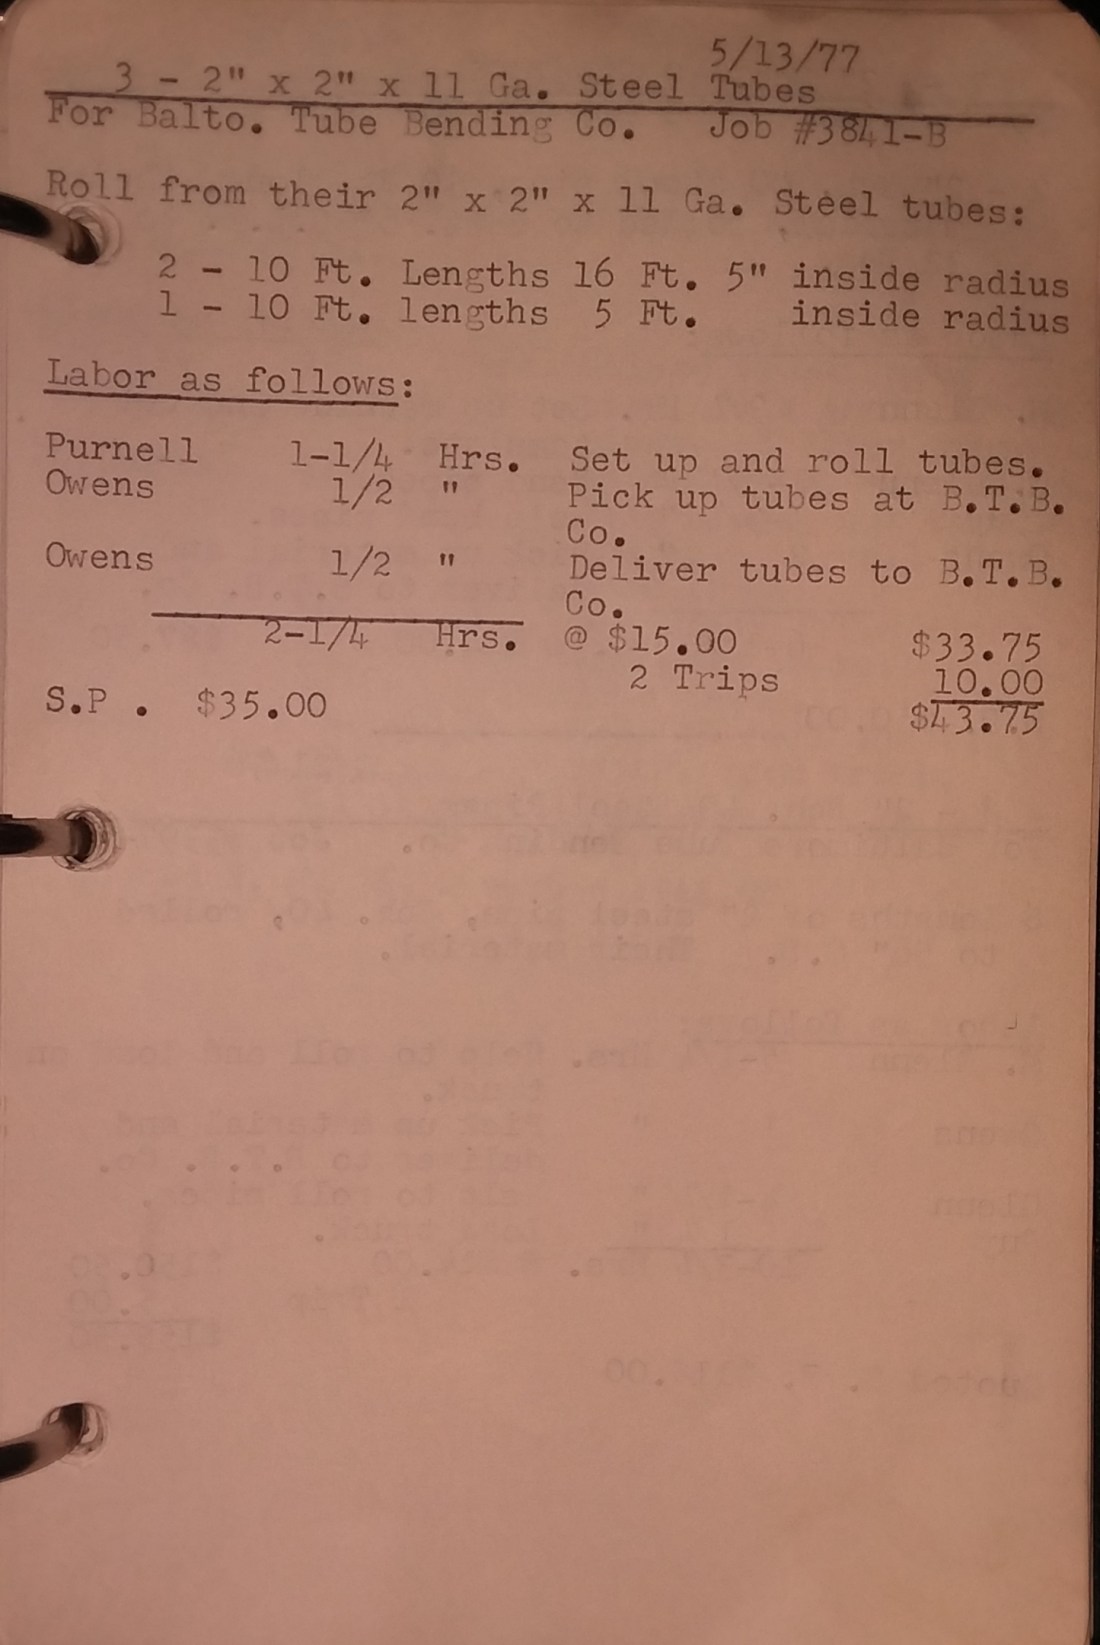 5/13/77
3 - 2" x 2" x 11 Ga. Steel Tubes
For Balto. Tube Bending Co. Job #3841-B
Roll from their 2" x 2" x 11 Ga. Steel tubes:
2 - 10 Ft. Lengths 16 Ft. 5" inside radius
1 - 10 Ft. lengths 5 Ft. inside radius
Labor as follows:
Purnell 1-1/4 Hrs. Set up and roll tubes.
Owens 1/2 " Pick up tubes at B.T.B.
Co.
Owens 1/2 " Deliver tubes to B.T.B.
Co.
2-1/4 Hrs. @ $15.00 $33.75
2 Trips 10.00
S.P . $35.00 $43.75